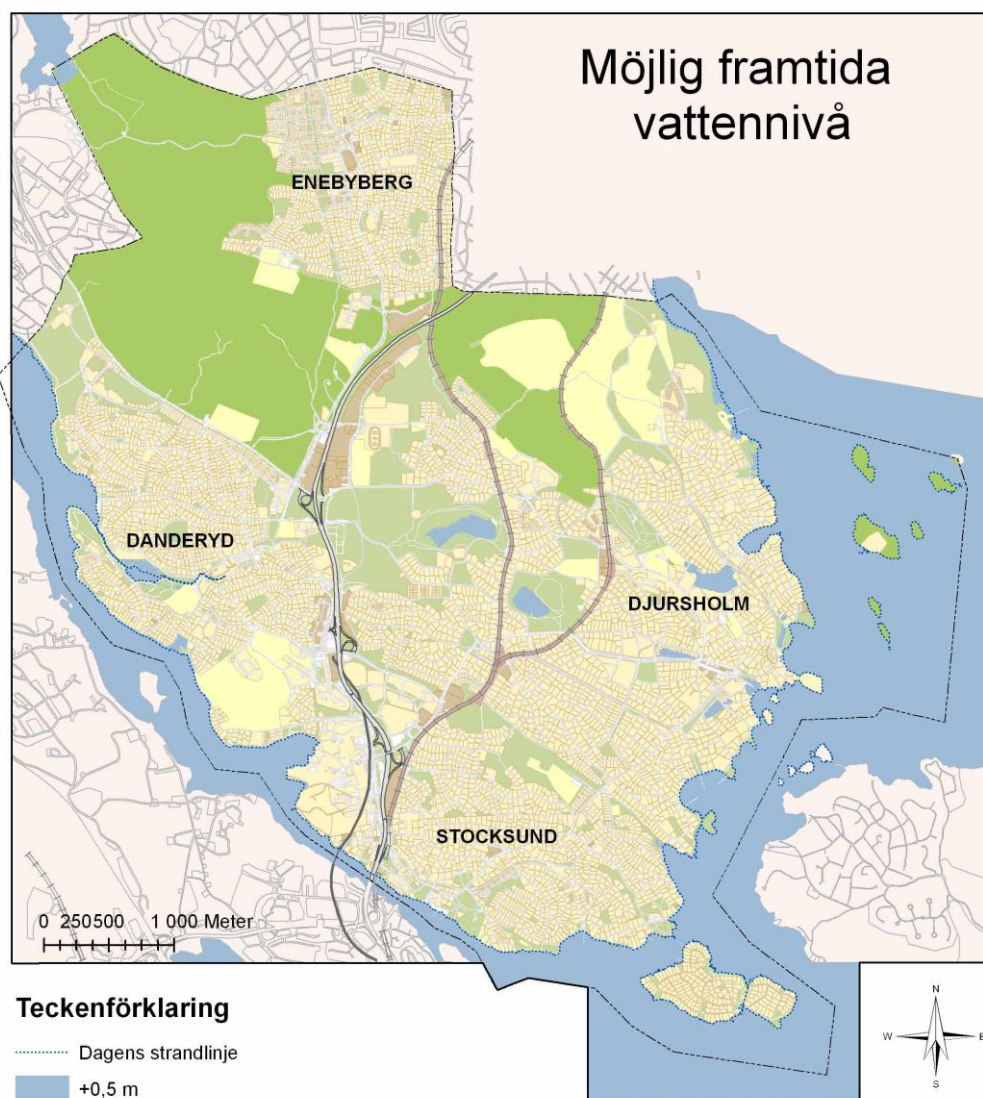 Möjlig framtida
vattennivå
ENEBYBERG
DANDERYD
DJURSHOLM
STOCKSUND
0 250500 1 000 Meter
N
W E
S
Teckenförklaring
Dagens strandlinje
+0,5 m